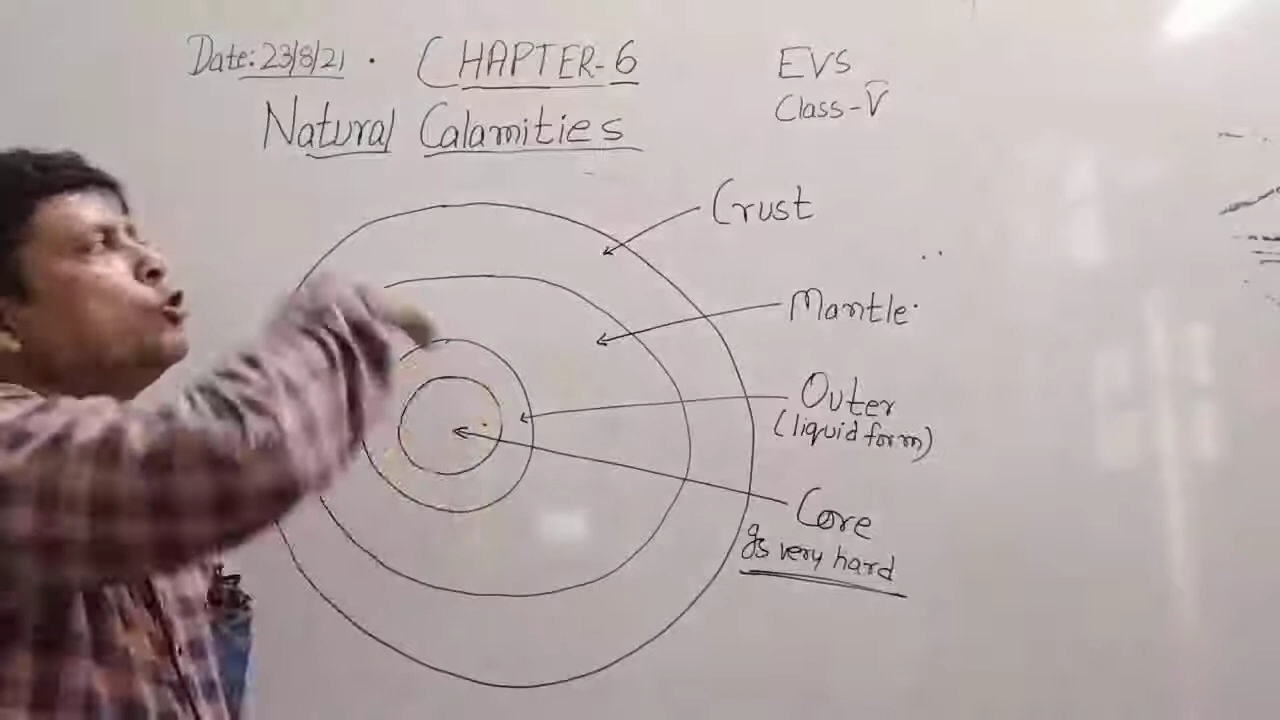 Date: 23/8/21 . CHAPTER-6
Natural Calamities
EVS
Class-V
Crust
Mantle
Outer
(liquid form)
Core
Is very hard